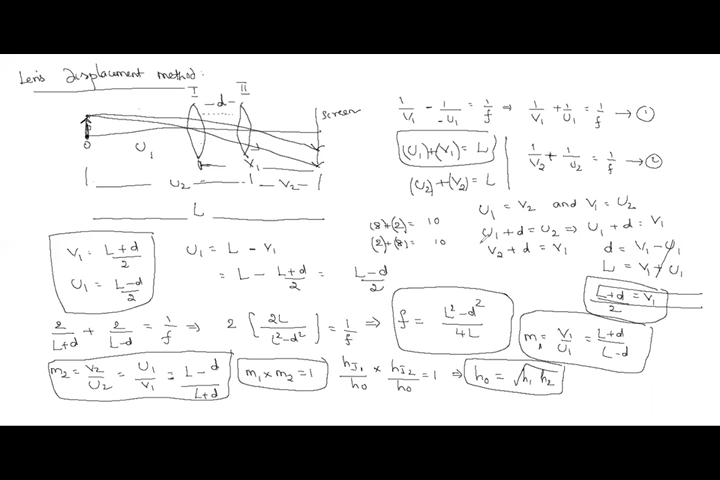 Lens displacement method:
I II
-d-
screen
O U₁ V₁
U₂ V₂
L
1/V₁ - 1/-U₁ = 1/f ⇒ 1/V₁ + 1/U₁ = 1/f → ①
(U₁)+(V₁) = L
1/V₂ + 1/U₂ = 1/f → ②
(U₂)+(V₂) = L
U₁ = V₂ and V₁ = U₂
(8)+(2) = 10
(2)+(8) = 10
U₁+d = U₂ ⇒ U₁+d = V₁
V₂+d = V₁
d = V₁-U₁
L = V₁+U₁
(L+d)/2 = V₁
V₁ = (L+d)/2
U₁ = (L-d)/2
U₁ = L - V₁
= L - (L+d)/2 = (L-d)/2
2/(L+d) + 2/(L-d) = 1/f ⇒ 2 [2L/(L²-d²)] = 1/f ⇒
f = (L²-d²)/4L
m₁ = V₁/U₁ = (L+d)/(L-d)
m₂ = V₂/U₂ = U₁/V₁ = (L-d)/(L+d)
m₁ × m₂ = 1
hI₁/h₀ × hI₂/h₀ = 1 ⇒ h₀ = √(h₁ h₂)